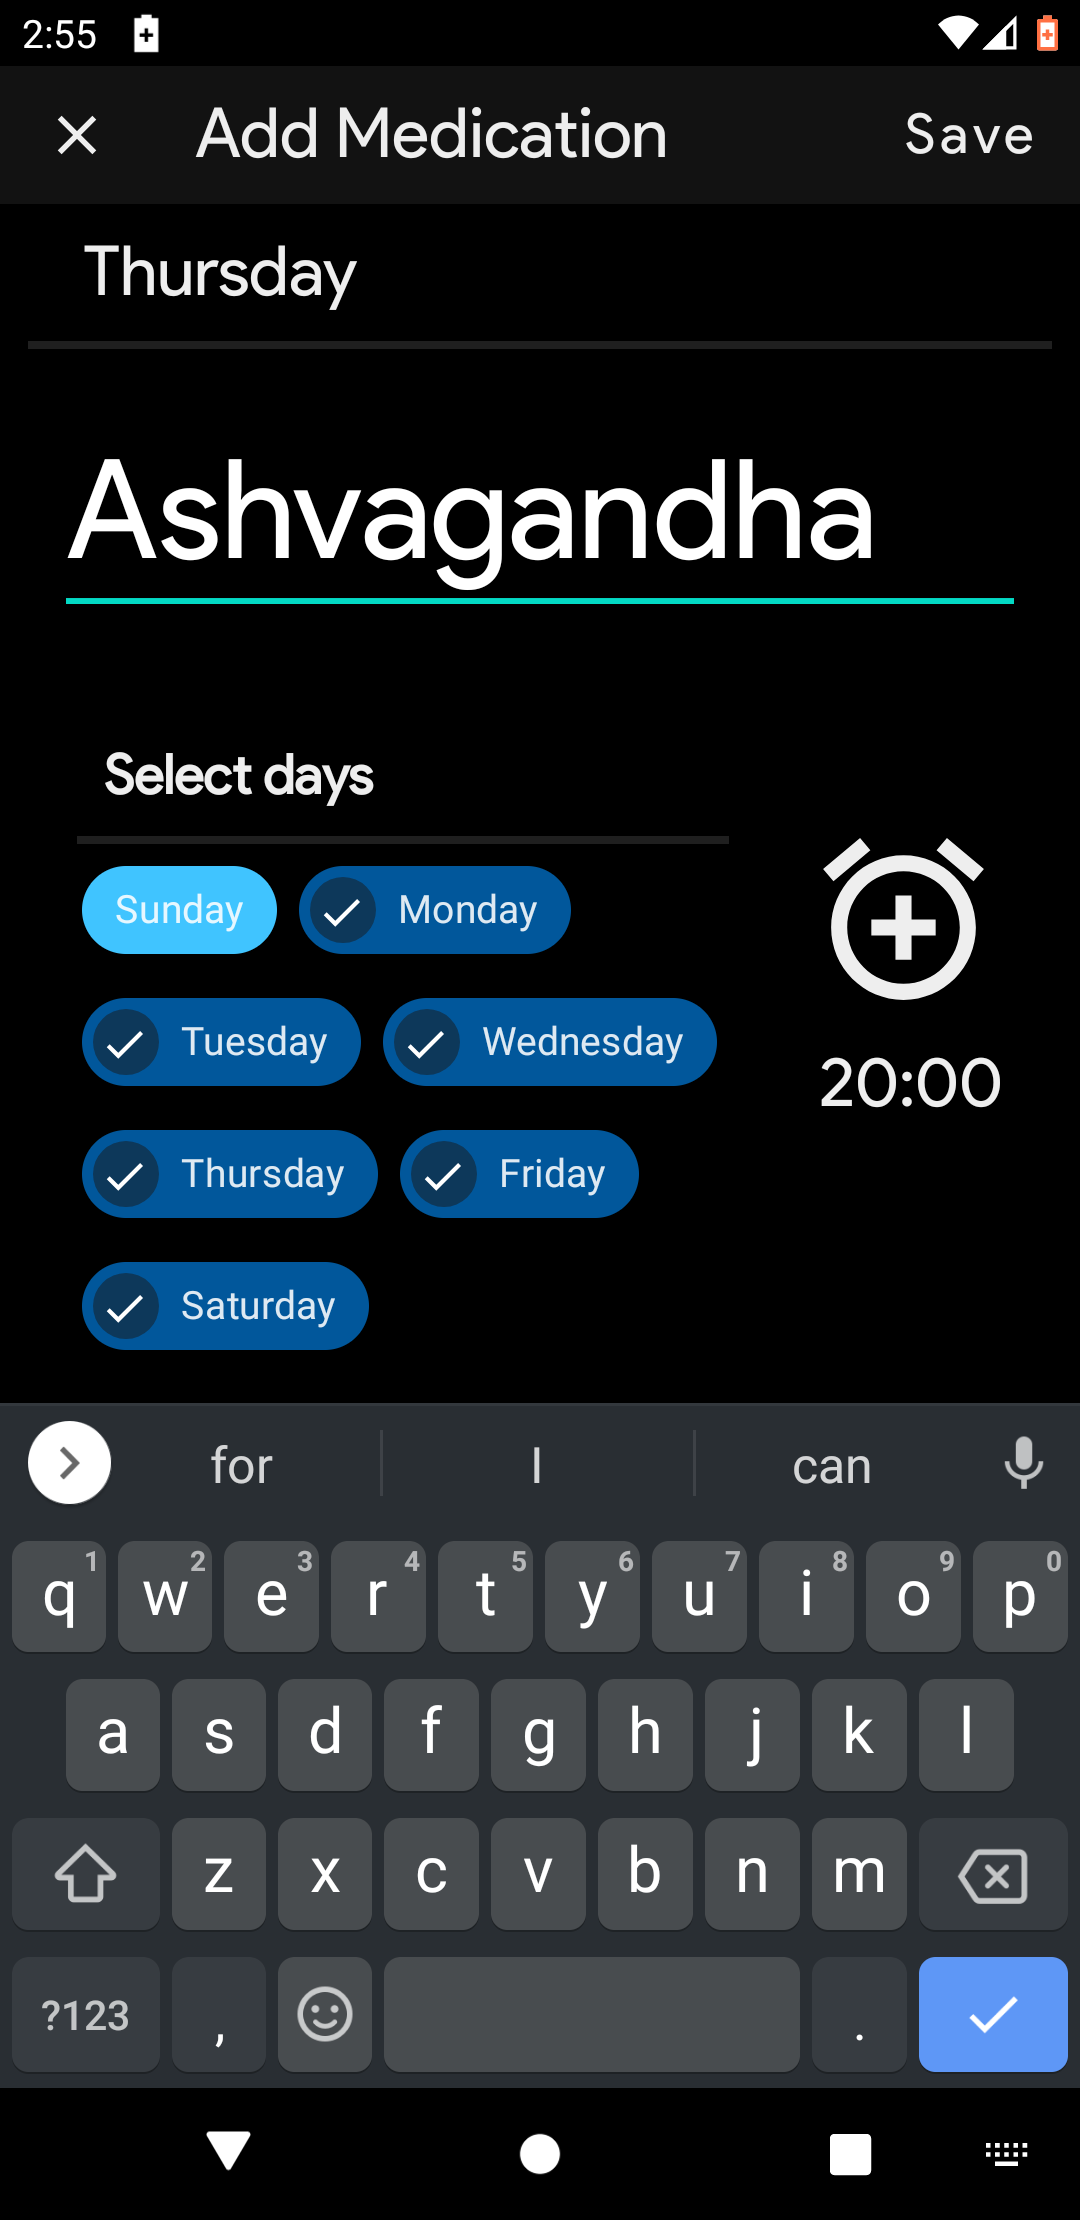 2:55
Add Medication Save
Thursday
Ashvagandha
Select days
Sunday Monday
Tuesday Wednesday
20:00
Thursday Friday
Saturday
for I can
q1 w2 e3 r4 t5 y6 u7 i8 o9 p0
a s d f g h j k l
z x c v b n m
?123 , .